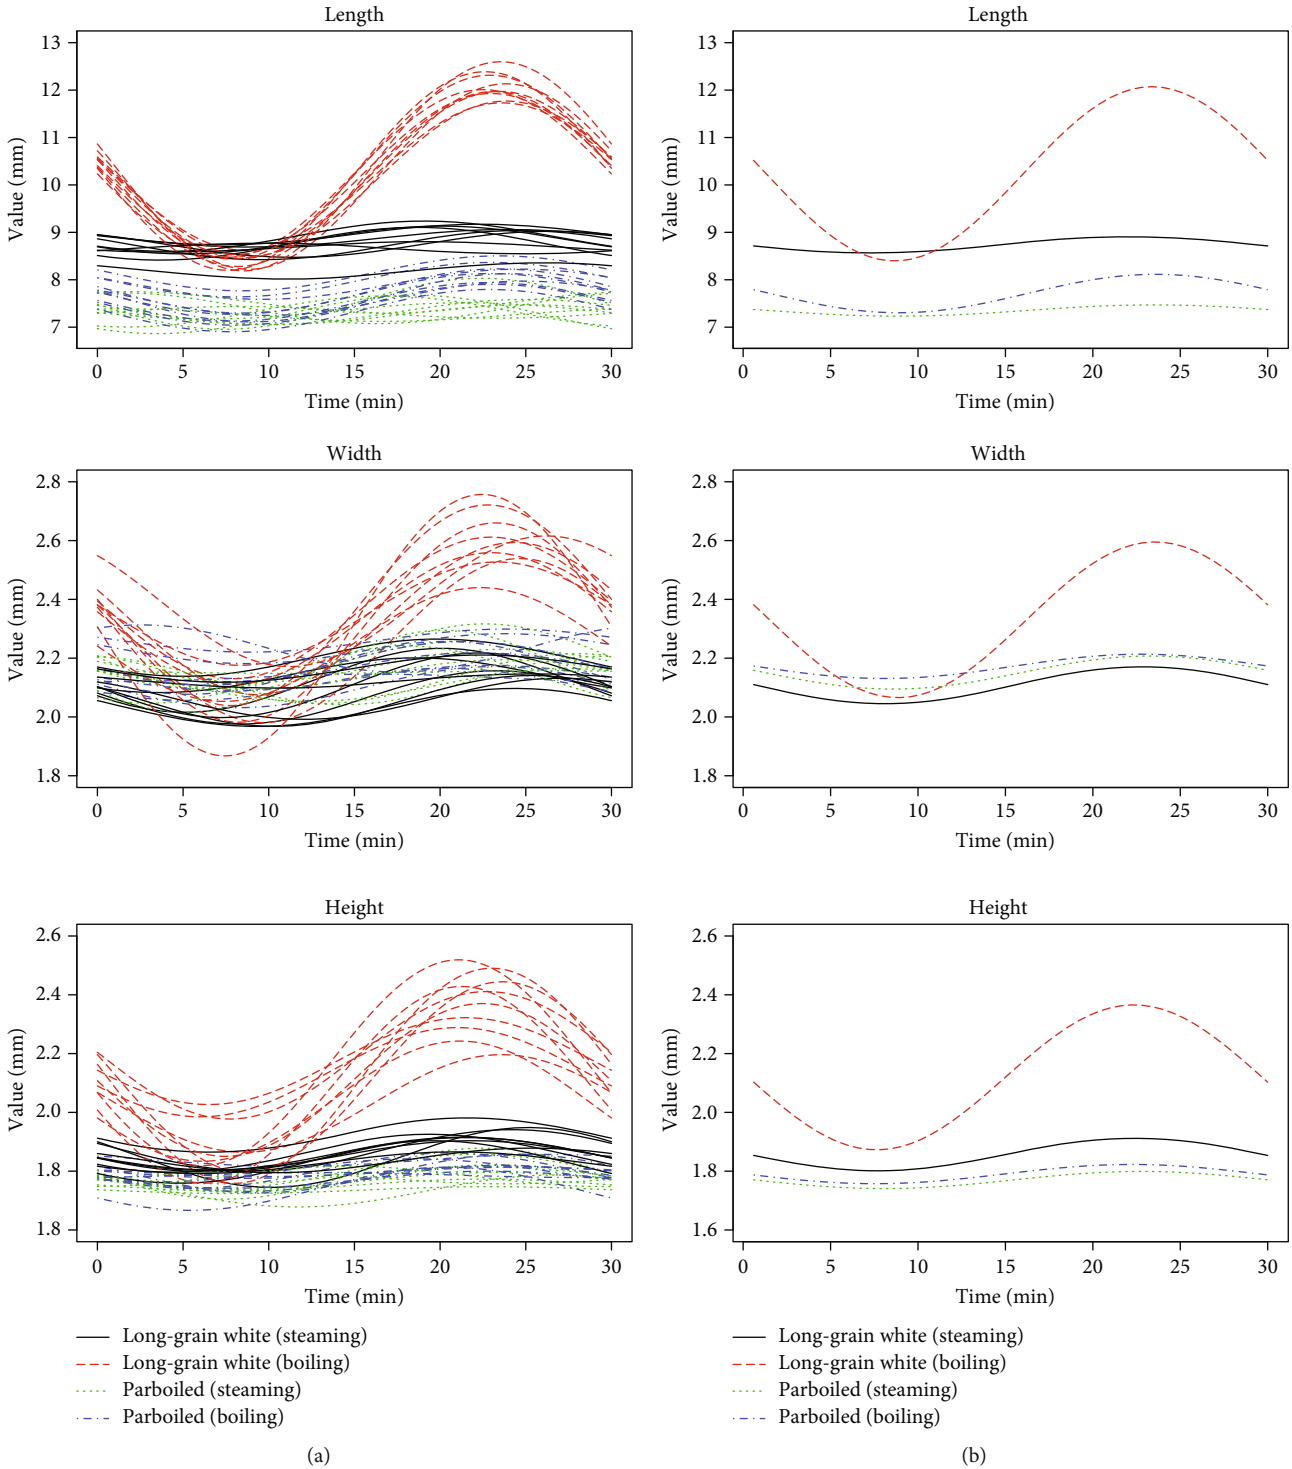 Length
13
12
11
10
9
8
7
Value (mm)
0 5 10 15 20 25 30
Time (min)
Length
13
12
11
10
9
8
7
Value (mm)
0 5 10 15 20 25 30
Time (min)
Width
2.8
2.6
2.4
2.2
2.0
1.8
Value (mm)
0 5 10 15 20 25 30
Time (min)
Width
2.8
2.6
2.4
2.2
2.0
1.8
Value (mm)
0 5 10 15 20 25 30
Time (min)
Height
2.6
2.4
2.2
2.0
1.8
1.8
Value (mm)
0 5 10 15 20 25 30
Time (min)
Height
2.6
2.4
2.2
2.0
1.8
1.6
Value (mm)
0 5 10 15 20 25 30
Time (min)
Long-grain white (steaming)
Long-grain white (boiling)
Parboiled (steaming)
Parboiled (boiling)
(a)
Long-grain white (steaming)
Long-grain white (boiling)
Parboiled (steaming)
Parboiled (boiling)
(b)